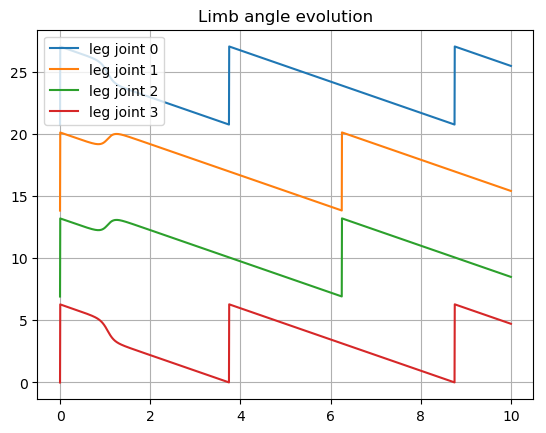 Limb angle evolution
leg joint 0
leg joint 1
leg joint 2
leg joint 3
25
20
15
10
5
0
0 2 4 6 8 10